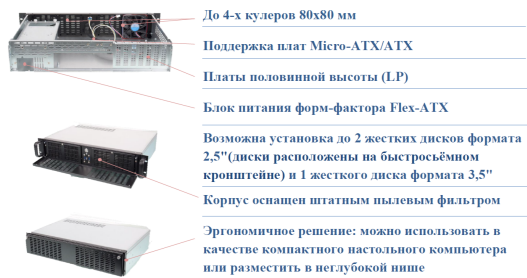 До 4-х кулеров 80х80 мм
Поддержка плат Micro-ATX/ATX
Платы половинной высоты (LP)
Блок питания форм-фактора Flex-ATX
Возможна установка до 2 жестких дисков формата
2,5"(диски расположены на быстросъёмном
кронштейне) и 1 жесткого диска формата 3,5"
Корпус оснащен штатным пылевым фильтром
Эргономичное решение: можно использовать в
качестве компактного настольного компьютера
или разместить в неглубокой нише